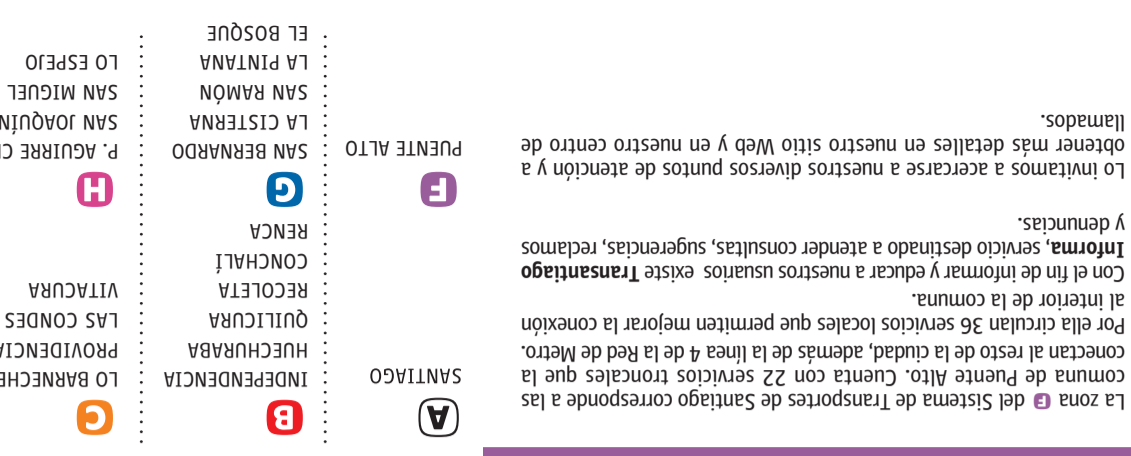 La zona F del Sistema de Transportes de Santiago corresponde a las
comuna de Puente Alto. Cuenta con 22 servicios troncales que la
conectan al resto de la ciudad, además de la línea 4 de la Red de Metro.
Por ella circulan 36 servicios locales que permiten mejorar la conexión
al interior de la comuna.
Con el fin de informar y educar a nuestros usuarios existe Transantiago
Informa, servicio destinado a atender consultas, sugerencias, reclamos
y denuncias.
Lo invitamos a acercarse a nuestros diversos puntos de atención y a
obtener más detalles en nuestro sitio Web y en nuestro centro de
llamados.
A
SANTIAGO
B
INDEPENDENCIA
HUECHURABA
QUILICURA
RECOLETA
CONCHALÍ
RENCA
C
LO BARNECHE
PROVIDENCIA
LAS CONDES
VITACURA
F
PUENTE ALTO
G
SAN BERNARDO
LA CISTERNA
SAN RAMÓN
LA PINTANA
EL BOSQUE
H
P. AGUIRRE
SAN JOAQUÍN
SAN MIGUEL
LO ESPEJO